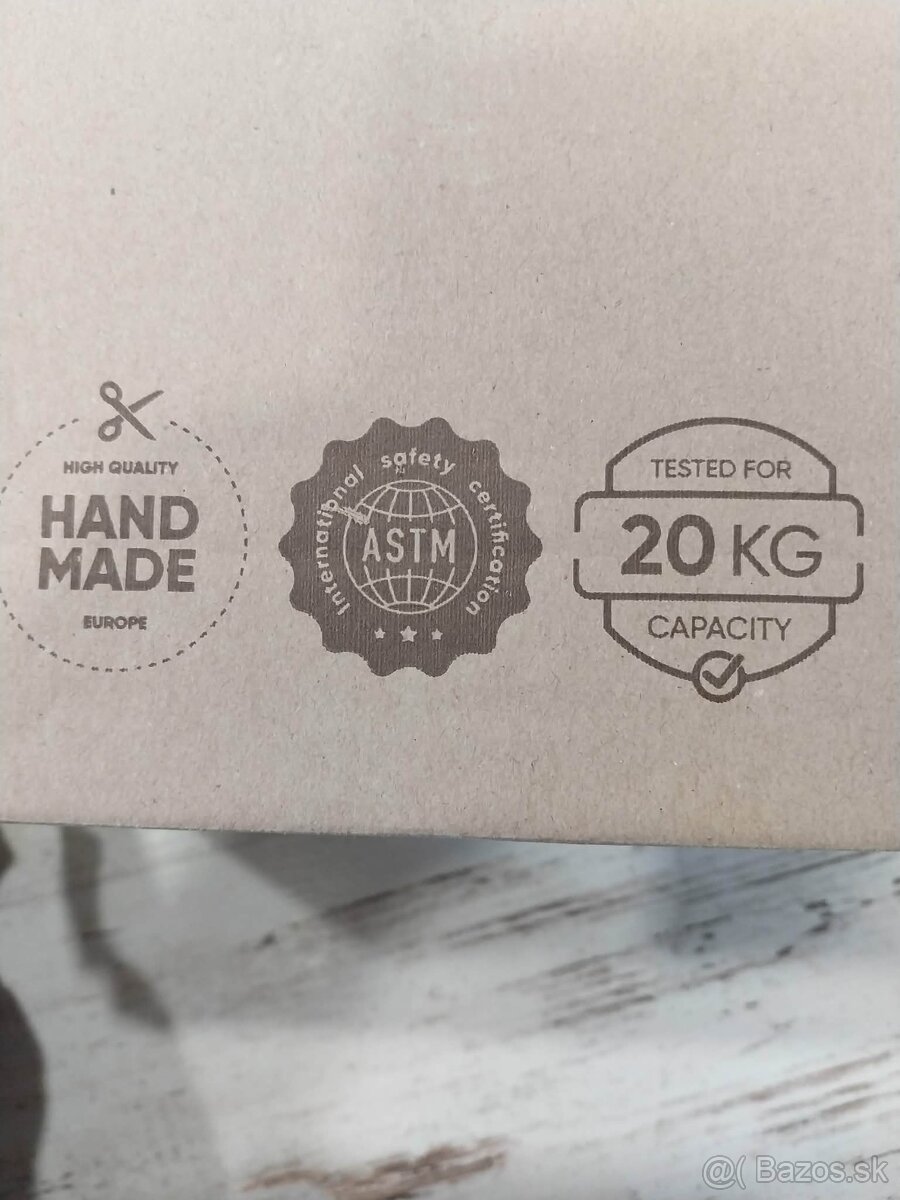 HIGH QUALITY
HAND
MADE
EUROPE
International safety certification
ASTM
TESTED FOR
20 KG
CAPACITY
@( Bazos.sk